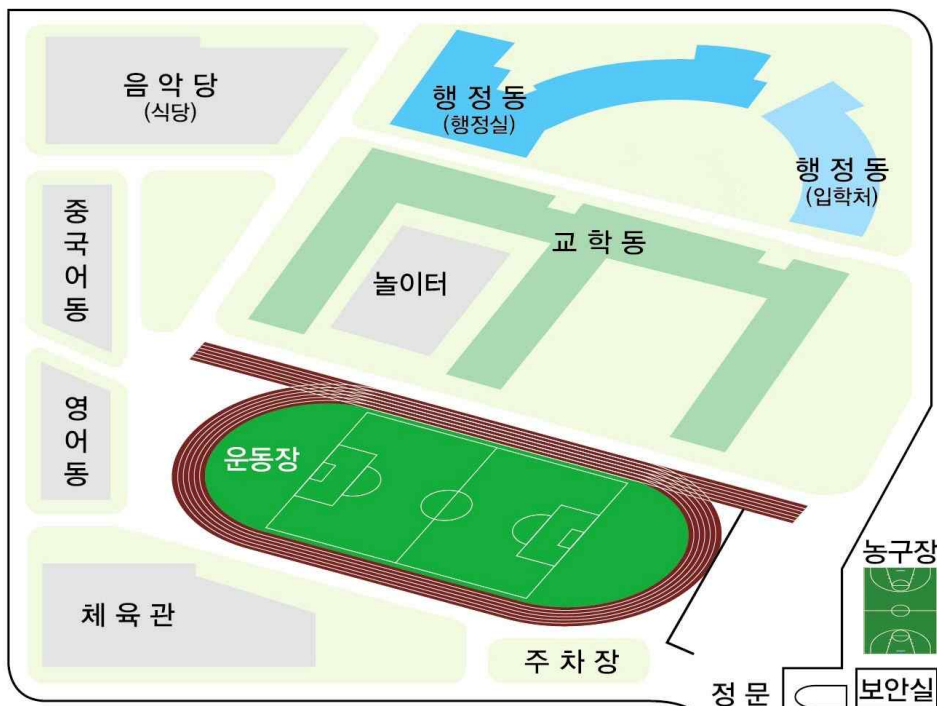 음악당
(식당)
행정동
(행정실)
행정동
(입학처)
중국어동
교학동
놀이터
영어동
운동장
농구장
체육관
주차장
정문
보안실